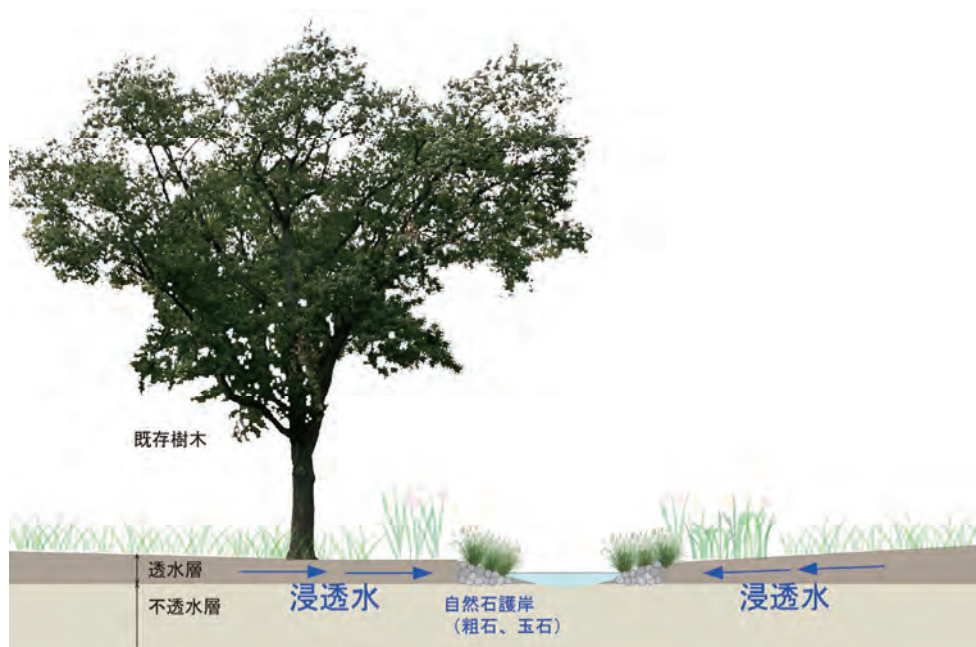 既存樹木
透水層
浸透水
浸透水
不透水層
自然石護岸
（粗石、玉石）